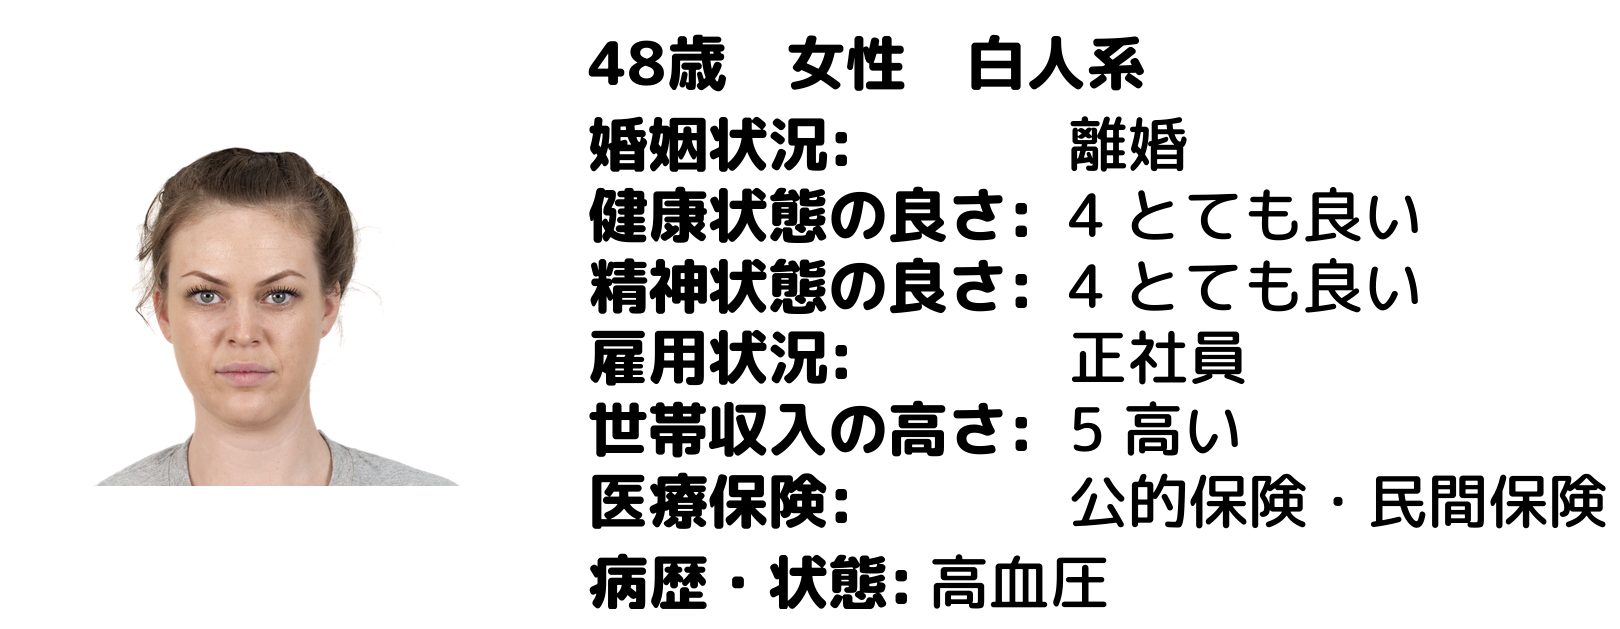 48歳　女性　白人系
婚姻状況: 離婚
健康状態の良さ: 4 とても良い
精神状態の良さ: 4 とても良い
雇用状況: 正社員
世帯収入の高さ: 5 高い
医療保険: 公的保険・民間保険
病歴・状態: 高血圧